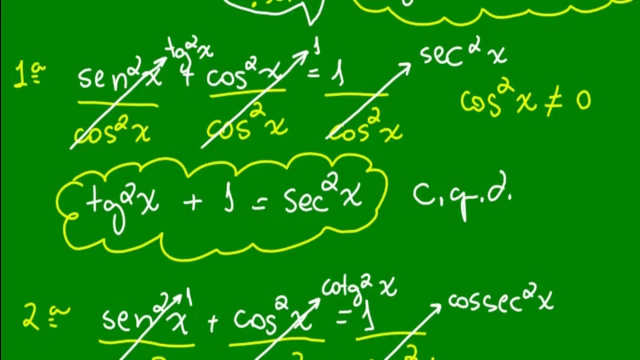 tg²x 1 sec²x
1ª sen²x + cos²x = 1
cos²x cos²x cos²x cos²x ≠ 0
tg²x + 1 = sec²x c.q.d.
1 cotg²x cossec²x
2ª sen²x + cos²x = 1